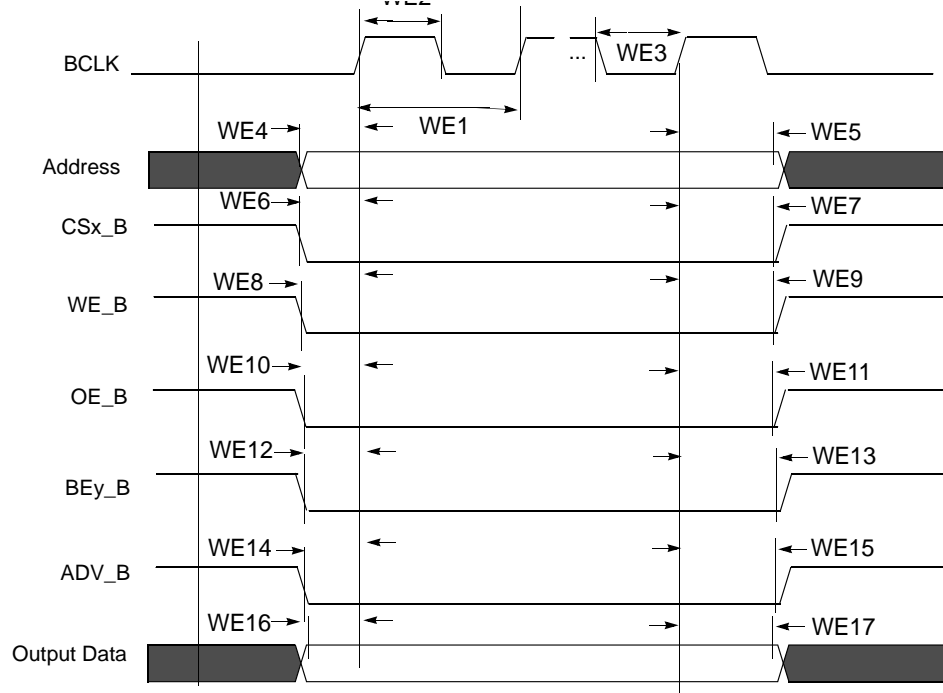 WE2
BCLK
...
WE3
WE4
WE1
WE5
Address
WE6
WE7
CSx_B
WE8
WE9
WE_B
WE10
WE11
OE_B
WE12
WE13
BEy_B
WE14
WE15
ADV_B
WE16
WE17
Output Data